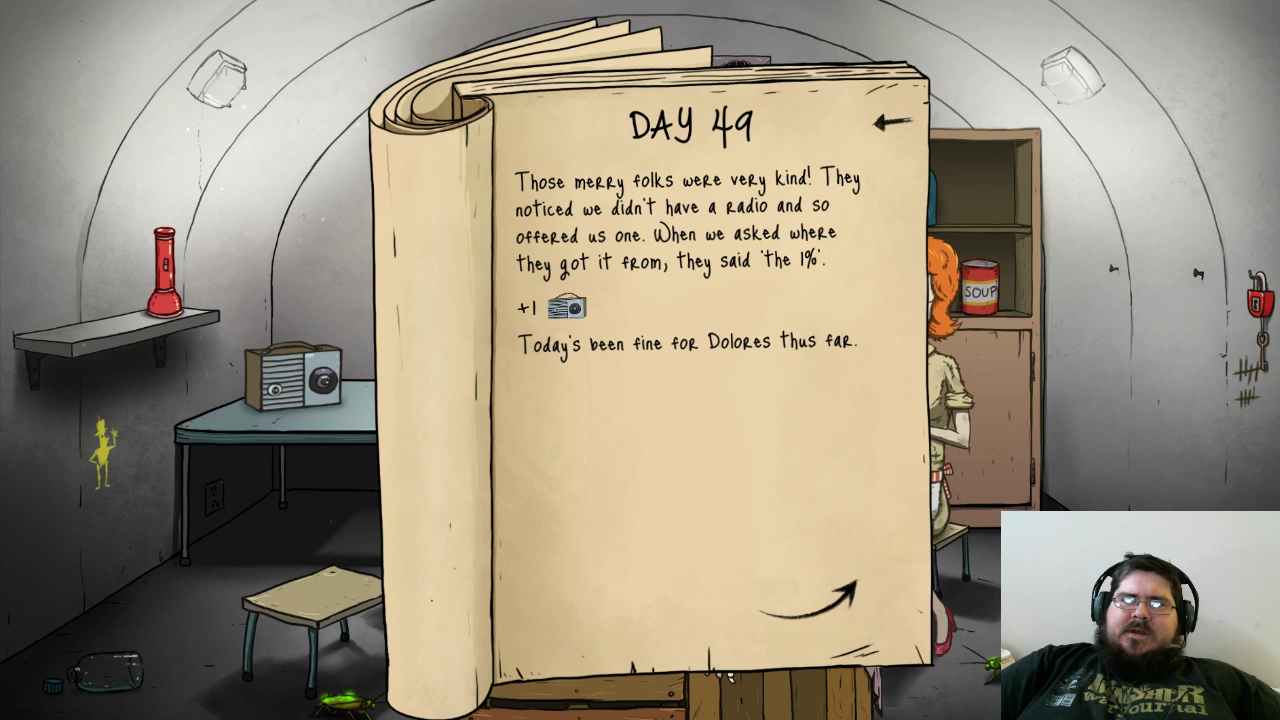 DAY 49
Those merry folks were very kind! They
noticed we didn't have a radio and so
offered us one. When we asked where
they got it from, they said 'the 1%'.
+1
Today's been fine for Dolores thus far.
SOUP